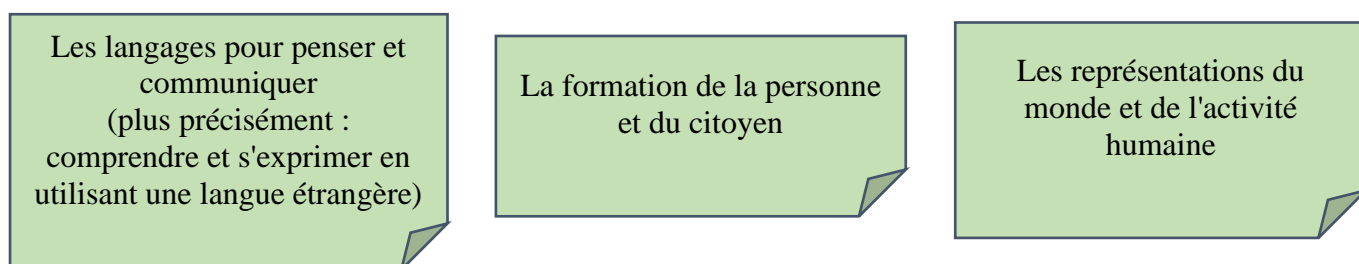 Les langages pour penser et
communiquer
(plus précisément :
comprendre et s'exprimer en
utilisant une langue étrangère)
La formation de la personne
et du citoyen
Les représentations du
monde et de l'activité
humaine